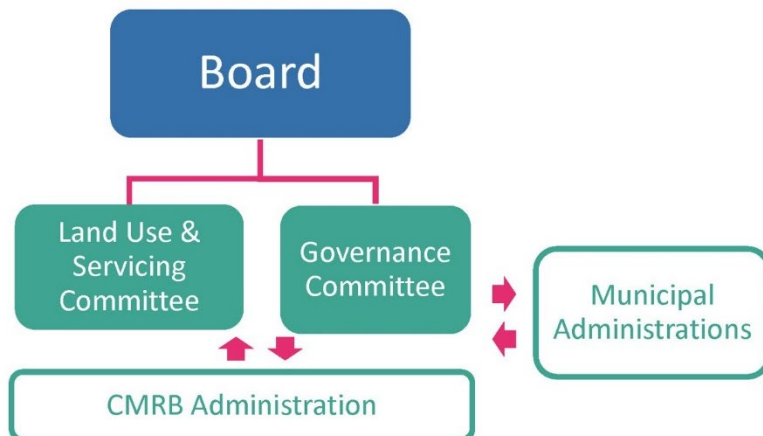 Board
Land Use &
Servicing
Committee
Governance
Committee
Municipal
Administrations
CMRB Administration